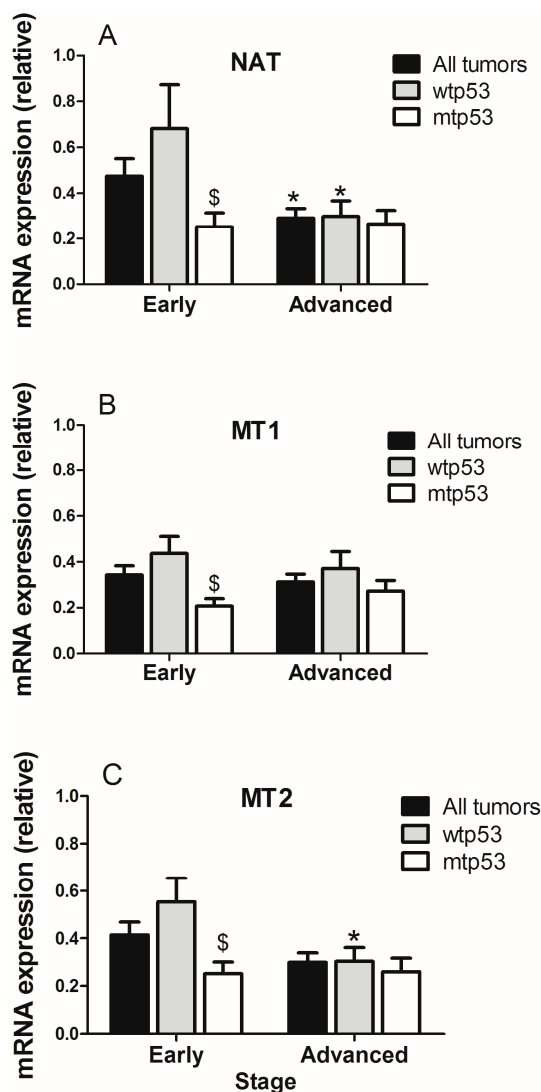 A
NAT
All tumors
wtp53
mtp53
mRNA expression (relative)
1.0
0.8
0.6
0.4
0.2
0.0
$
*
*
Early
Advanced
B
MT1
All tumors
wtp53
mtp53
mRNA expression (relative)
1.0
0.8
0.6
0.4
0.2
0.0
$
Early
Advanced
C
MT2
All tumors
wtp53
mtp53
mRNA expression (relative)
1.0
0.8
0.6
0.4
0.2
0.0
$
*
Early
Advanced
Stage